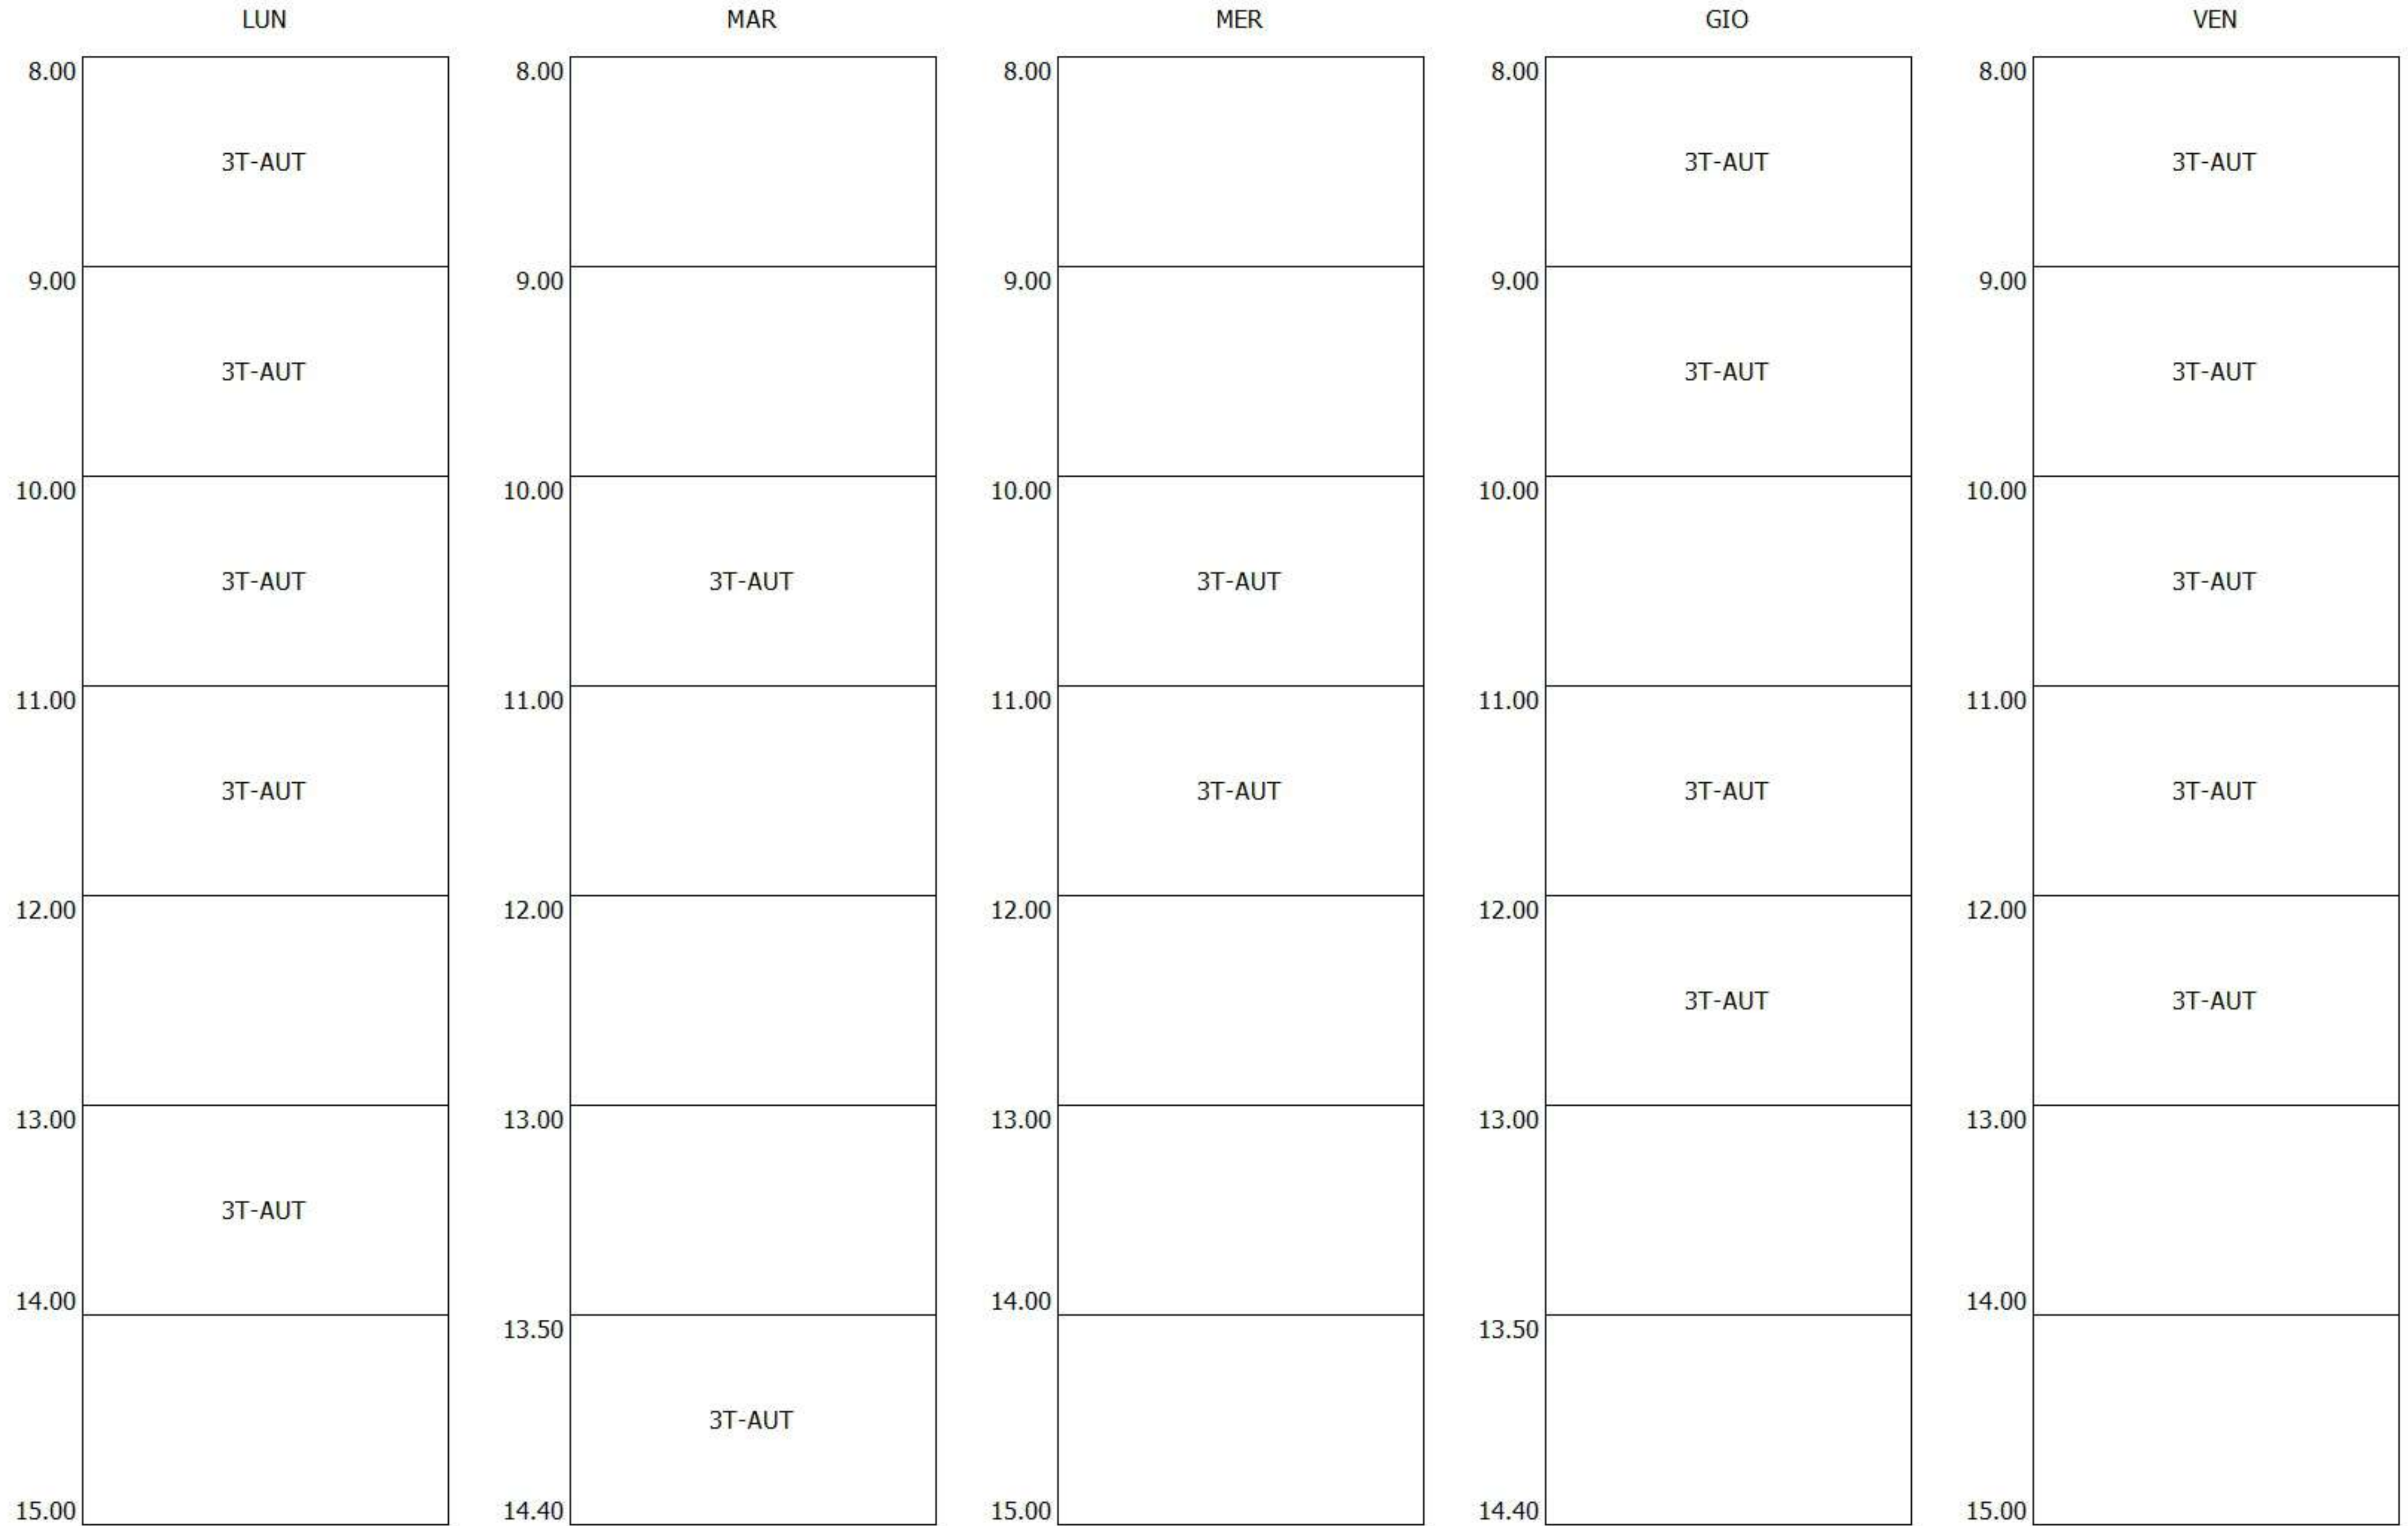 LUN MAR MER GIO VEN
8.00 8.00 8.00 8.00 8.00
3T-AUT 3T-AUT 3T-AUT
9.00 9.00 9.00 9.00 9.00
3T-AUT 3T-AUT 3T-AUT
10.00 10.00 10.00 10.00 10.00
3T-AUT 3T-AUT 3T-AUT 3T-AUT
11.00 11.00 11.00 11.00 11.00
3T-AUT 3T-AUT 3T-AUT 3T-AUT
12.00 12.00 12.00 12.00 12.00
3T-AUT 3T-AUT
13.00 13.00 13.00 13.00 13.00
3T-AUT
14.00 14.00 14.00
13.50 13.50
3T-AUT
15.00 14.40 15.00 14.40 15.00